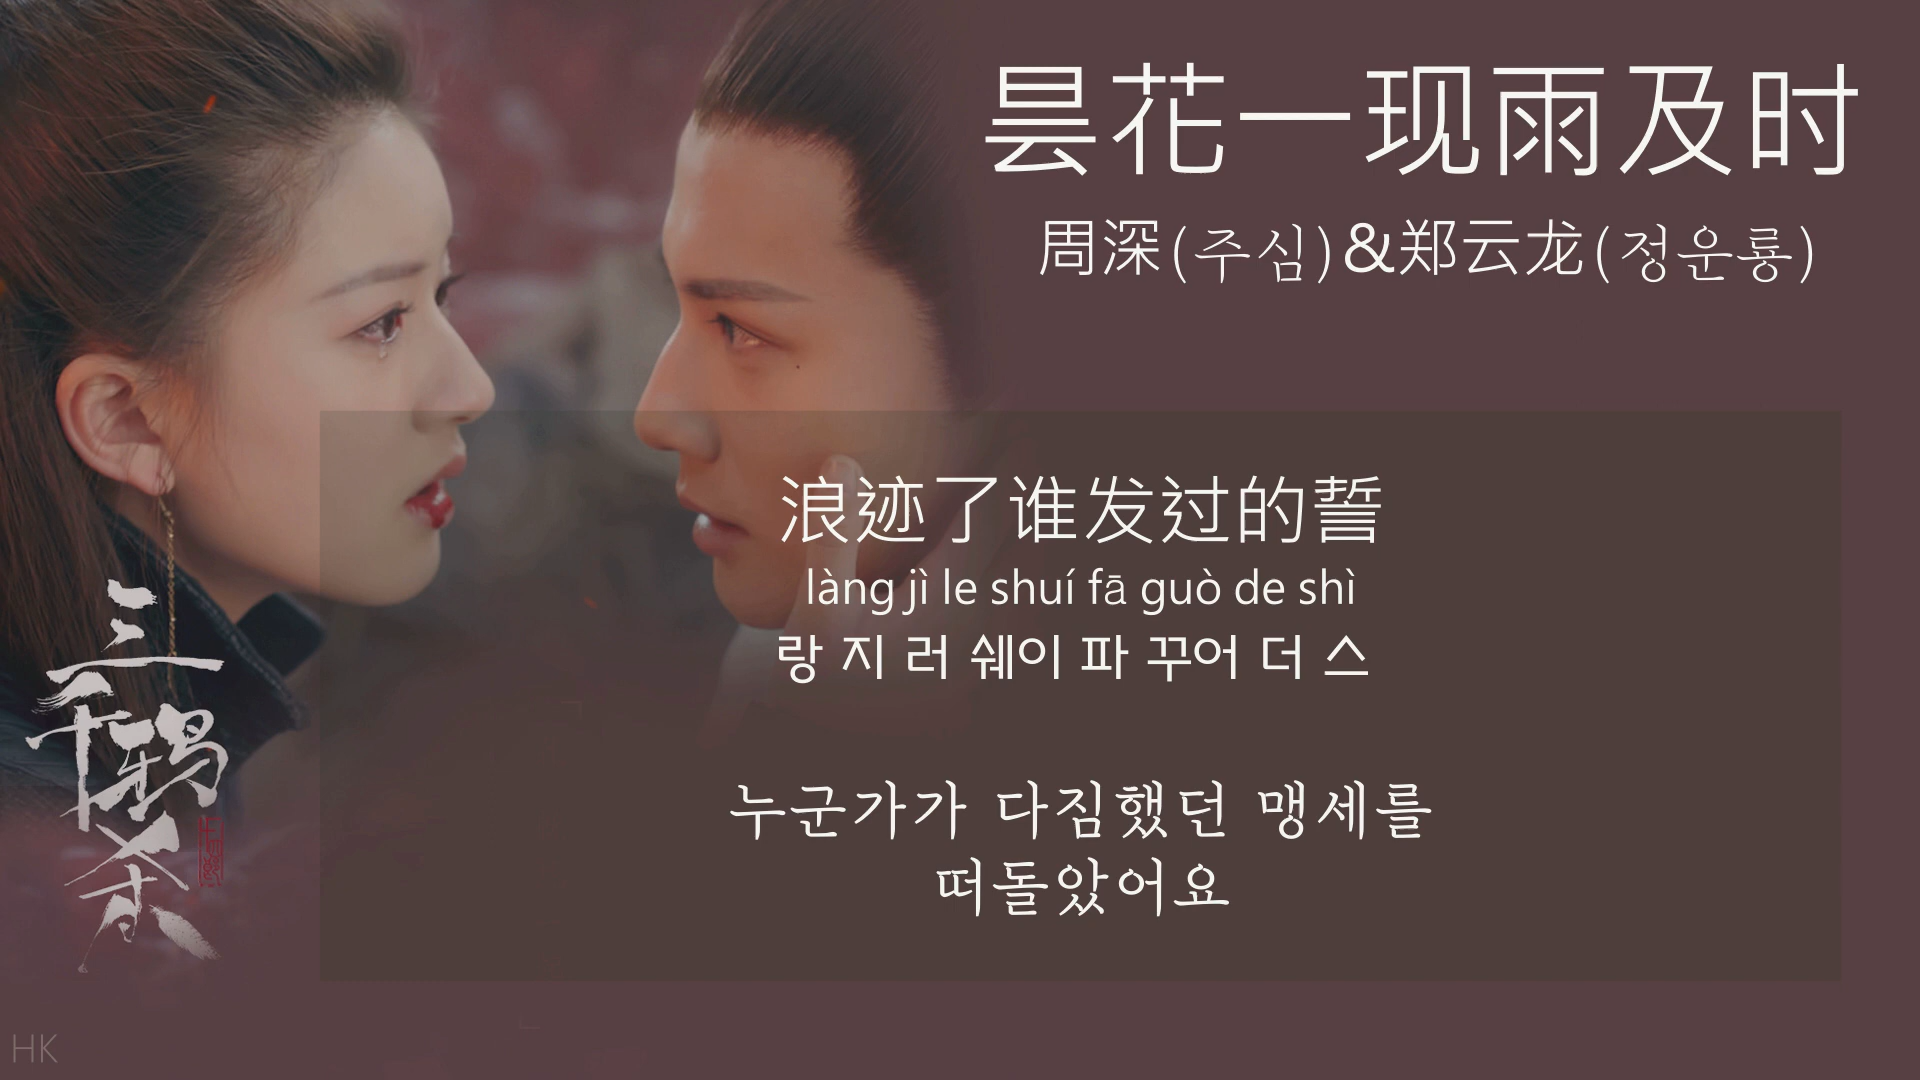 昙花一现雨及时
周深(주심)&郑云龙(정운룡)
浪迹了谁发过的誓
làng jì le shuí fā guò de shì
랑 지 러 쉐이 파 꾸어 더 스
누군가가 다짐했던 맹세를
떠돌았어요
三千鸦杀
HK